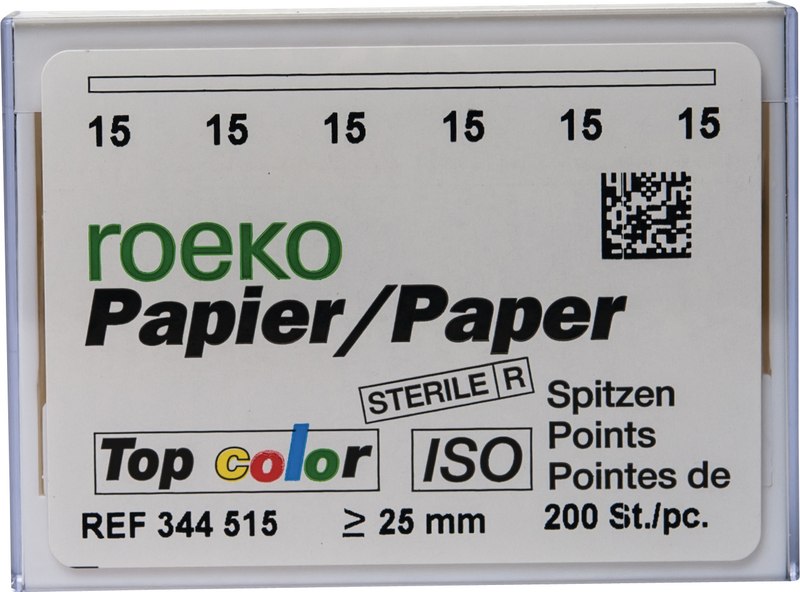 15 15 15 15 15 15
roeko
Papier/Paper
STERILE R
Spitzen
Points
Pointes de
Top color
ISO
REF 344 515
≥ 25 mm
200 St./pc.